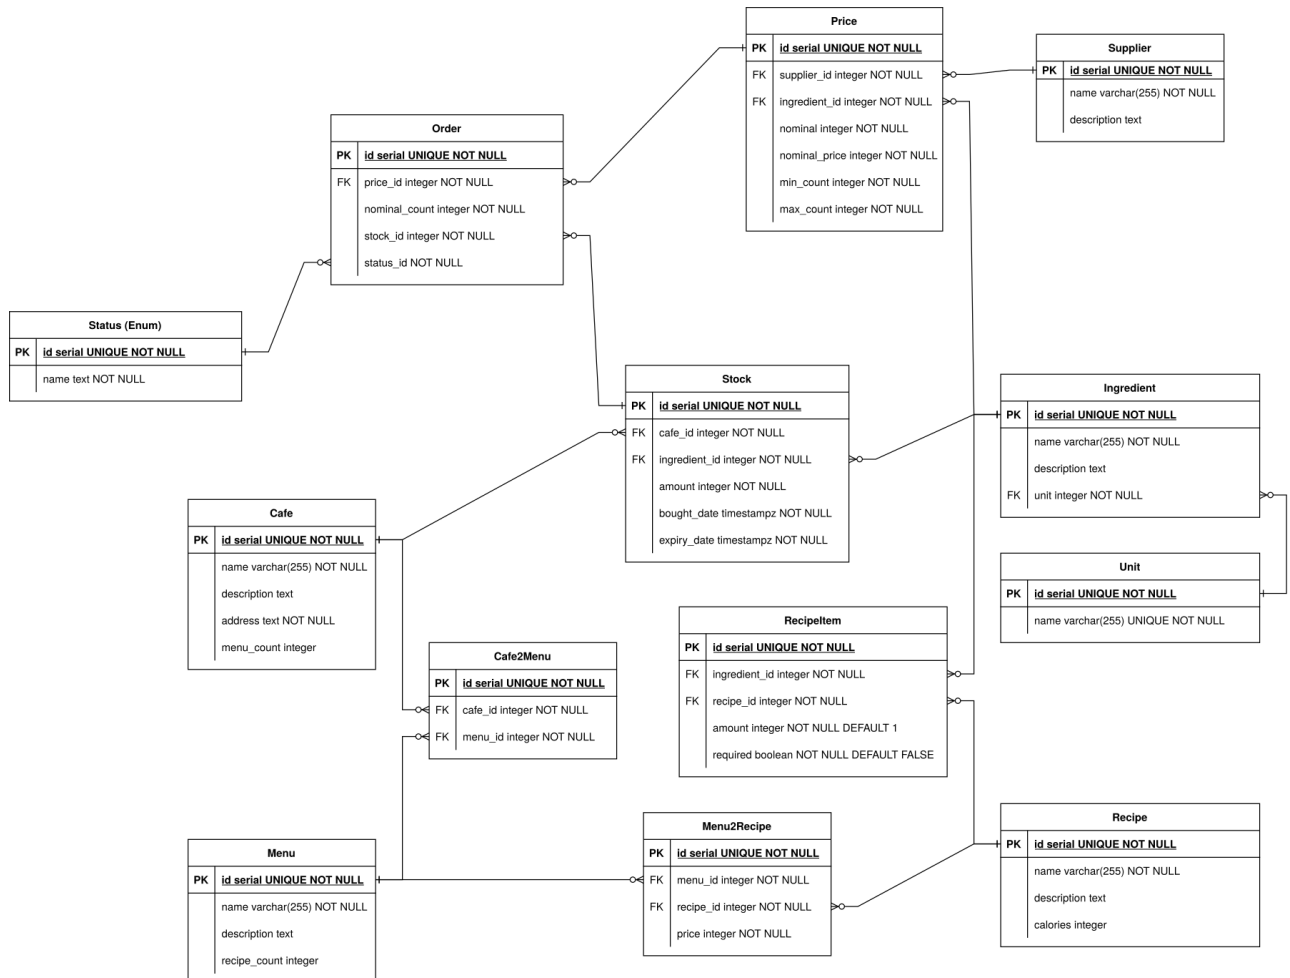 Price
PK id serial UNIQUE NOT NULL
FK supplier_id integer NOT NULL
FK ingredient_id integer NOT NULL
nominal integer NOT NULL
nominal_price integer NOT NULL
min_count integer NOT NULL
max_count integer NOT NULL
Supplier
PK id serial UNIQUE NOT NULL
name varchar(255) NOT NULL
description text
Order
PK id serial UNIQUE NOT NULL
FK price_id integer NOT NULL
nominal_count integer NOT NULL
stock_id integer NOT NULL
status_id NOT NULL
Status (Enum)
PK id serial UNIQUE NOT NULL
name text NOT NULL
Stock
PK id serial UNIQUE NOT NULL
FK cafe_id integer NOT NULL
FK ingredient_id integer NOT NULL
amount integer NOT NULL
bought_date timestampz NOT NULL
expiry_date timestampz NOT NULL
Ingredient
PK id serial UNIQUE NOT NULL
name varchar(255) NOT NULL
description text
FK unit integer NOT NULL
Cafe
PK id serial UNIQUE NOT NULL
name varchar(255) NOT NULL
description text
address text NOT NULL
menu_count integer
Unit
PK id serial UNIQUE NOT NULL
name varchar(255) UNIQUE NOT NULL
RecipeItem
PK id serial UNIQUE NOT NULL
FK ingredient_id integer NOT NULL
FK recipe_id integer NOT NULL
amount integer NOT NULL DEFAULT 1
required boolean NOT NULL DEFAULT FALSE
Cafe2Menu
PK id serial UNIQUE NOT NULL
FK cafe_id integer NOT NULL
FK menu_id integer NOT NULL
Menu
PK id serial UNIQUE NOT NULL
name varchar(255) NOT NULL
description text
recipe_count integer
Menu2Recipe
PK id serial UNIQUE NOT NULL
FK menu_id integer NOT NULL
FK recipe_id integer NOT NULL
price integer NOT NULL
Recipe
PK id serial UNIQUE NOT NULL
name varchar(255) NOT NULL
description text
calories integer